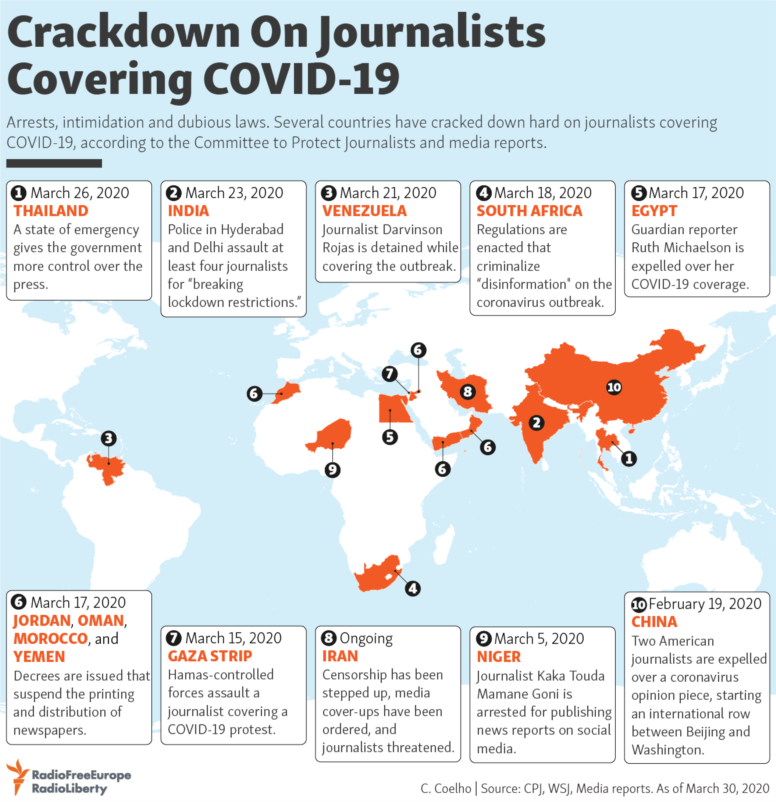 Crackdown On Journalists
Covering COVID-19
Arrests, intimidation and dubious laws. Several countries have cracked down hard on journalists covering
COVID-19, according to the Committee to Protect Journalists and media reports.
1 March 26, 2020
THAILAND
A state of emergency
gives the government
more control over the
press.
2 March 23, 2020
INDIA
Police in Hyderabad
and Delhi assault at
least four journalists
for “breaking
lockdown restrictions.”
3 March 21, 2020
VENEZUELA
Journalist Darvinson
Rojas is detained while
covering the outbreak.
4 March 18, 2020
SOUTH AFRICA
Regulations are
enacted that
criminalize
“disinformation” on the
coronavirus outbreak.
5 March 17, 2020
EGYPT
Guardian reporter
Ruth Michaelson is
expelled over her
COVID-19 coverage.
6
7
6
8
10
3
5
2
9
6
6
1
4
6 March 17, 2020
JORDAN, OMAN,
MOROCCO, and
YEMEN
Decrees are issued that
suspend the printing
and distribution of
newspapers.
7 March 15, 2020
GAZA STRIP
Hamas-controlled
forces assault a
journalist covering a
COVID-19 protest.
8 Ongoing
IRAN
Censorship has been
stepped up, media
cover-ups have been
ordered, and
journalists threatened.
9 March 5, 2020
NIGER
Journalist Kaka Touda
Mamane Goni is
arrested for publishing
news reports on social
media.
10 February 19, 2020
CHINA
Two American
journalists are expelled
over a coronavirus
opinion piece, starting
an international row
between Beijing and
Washington.
RadioFreeEurope
RadioLiberty
C. Coelho | Source: CPJ, WSJ, Media reports. As of March 30, 2020